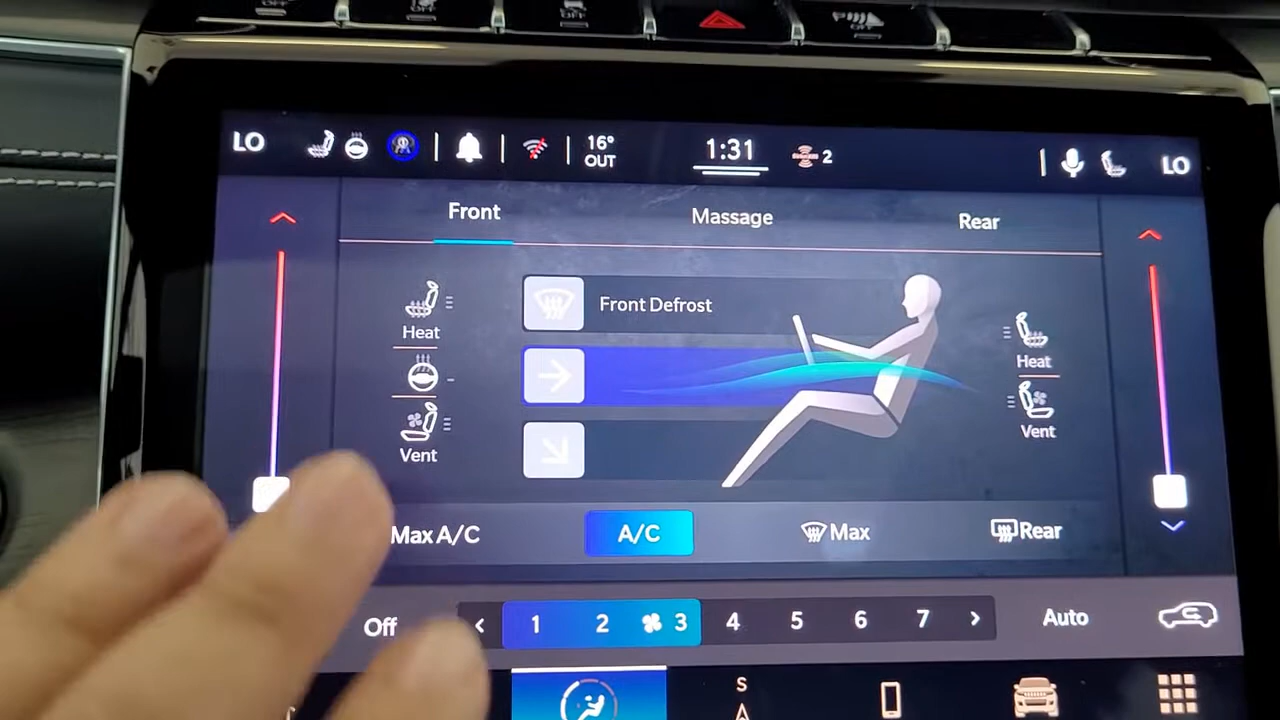 LO
16°
OUT
1:31
2
LO
Front
Massage
Rear
Heat
Vent
Front Defrost
Heat
Vent
Max A/C
A/C
Max
Rear
Off
< 1 2 3 4 5 6 7 >
Auto
S
A